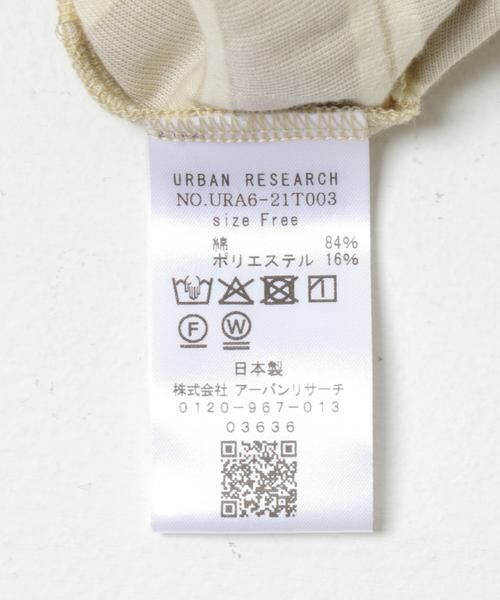 URBAN RESEARCH
NO.URA6-21T003
size Free
綿 84%
ポリエステル 16%
F W
日本製
株式会社 アーバンリサーチ
0120-967-013
03636